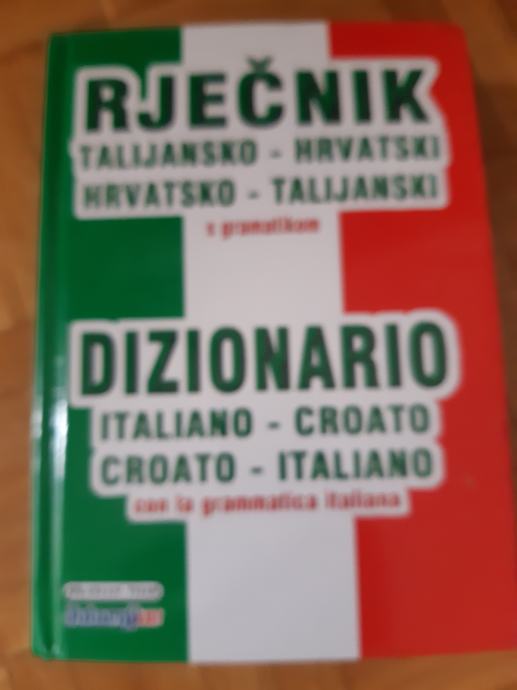 RJEČNIK
TALIJANSKO - HRVATSKI
HRVATSKO - TALIJANSKI
s gramatikom
DIZIONARIO
ITALIANO - CROATO
CROATO - ITALIANO
con la grammatica italiana